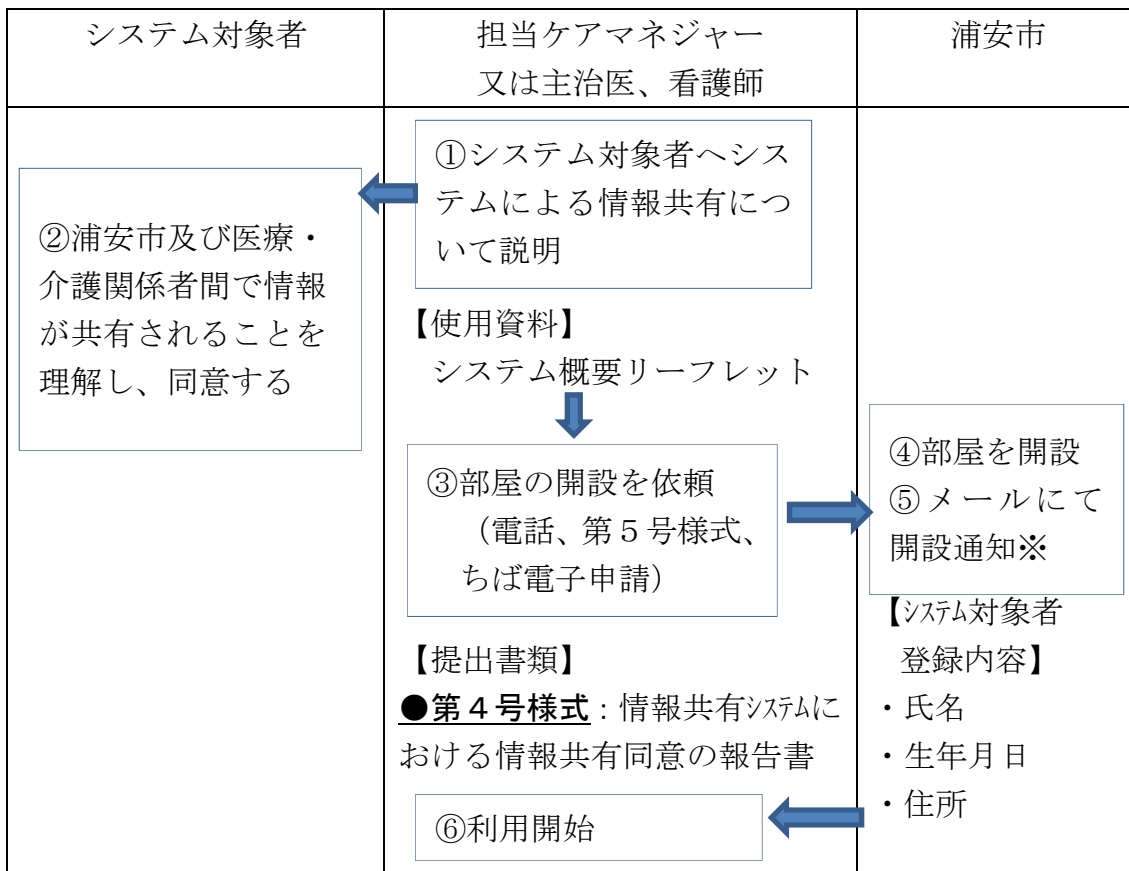 システム対象者
担当ケアマネジャー
又は主治医、看護師
浦安市
①システム対象者へシス
テムによる情報共有につ
いて説明
②浦安市及び医療・
介護関係者間で情報
が共有されることを
理解し、同意する
【使用資料】
システム概要リーフレット
③部屋の開設を依頼
（電話、第５号様式、
ちば電子申請）
④部屋を開設
⑤メールにて
開設通知※
【ｼｽﾃﾑ対象者
登録内容】
・氏名
・生年月日
・住所
【提出書類】
●第４号様式：情報共有ｼｽﾃﾑに
おける情報共有同意の報告書
⑥利用開始